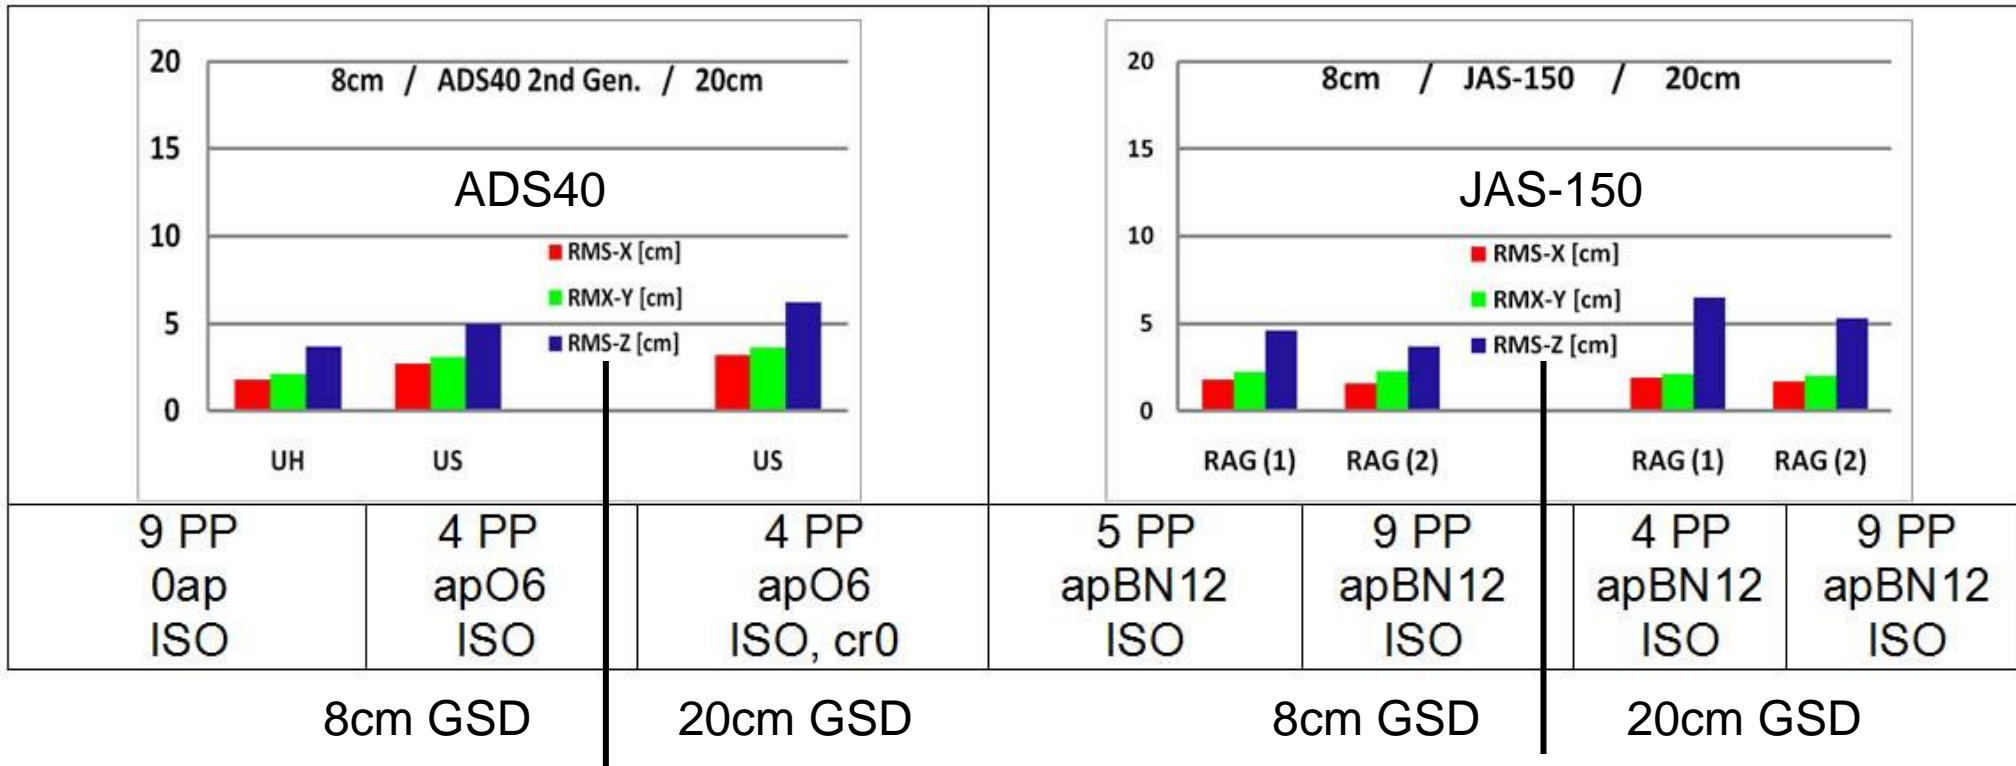 20
15
10
5
0
8cm / ADS40 2nd Gen. / 20cm
ADS40
RMS-X [cm]
RMX-Y [cm]
RMS-Z [cm]
UH US US
20
15
10
5
0
8cm / JAS-150 / 20cm
JAS-150
RMS-X [cm]
RMX-Y [cm]
RMS-Z [cm]
RAG (1) RAG (2) RAG (1) RAG (2)
9 PP
0ap
ISO
4 PP
apO6
ISO
4 PP
apO6
ISO, cr0
5 PP
apBN12
ISO
9 PP
apBN12
ISO
4 PP
apBN12
ISO
9 PP
apBN12
ISO
8cm GSD 20cm GSD 8cm GSD 20cm GSD